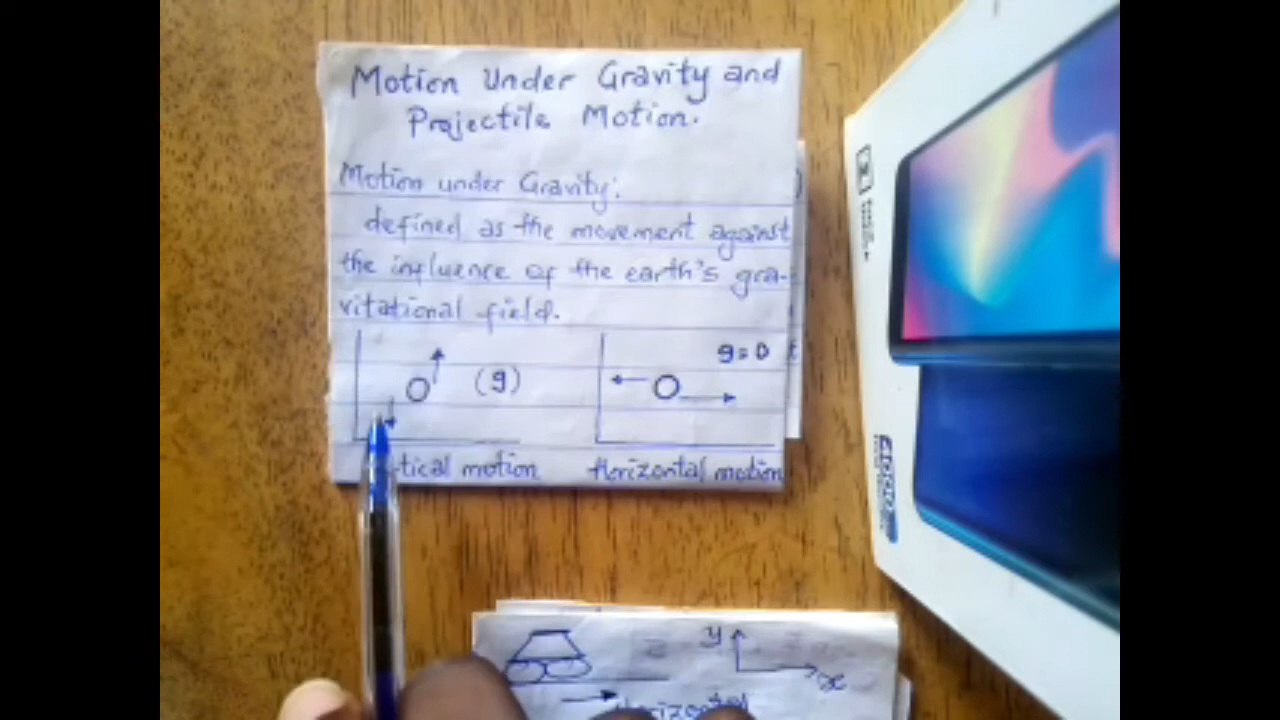 Motion Under Gravity and
Projectile Motion.
Motion under Gravity:
defined as the movement against
the influence of the earth's gra-
vitational field.
(g)
g=0
tical motion
Horizontal motion
y
x
Horizontal